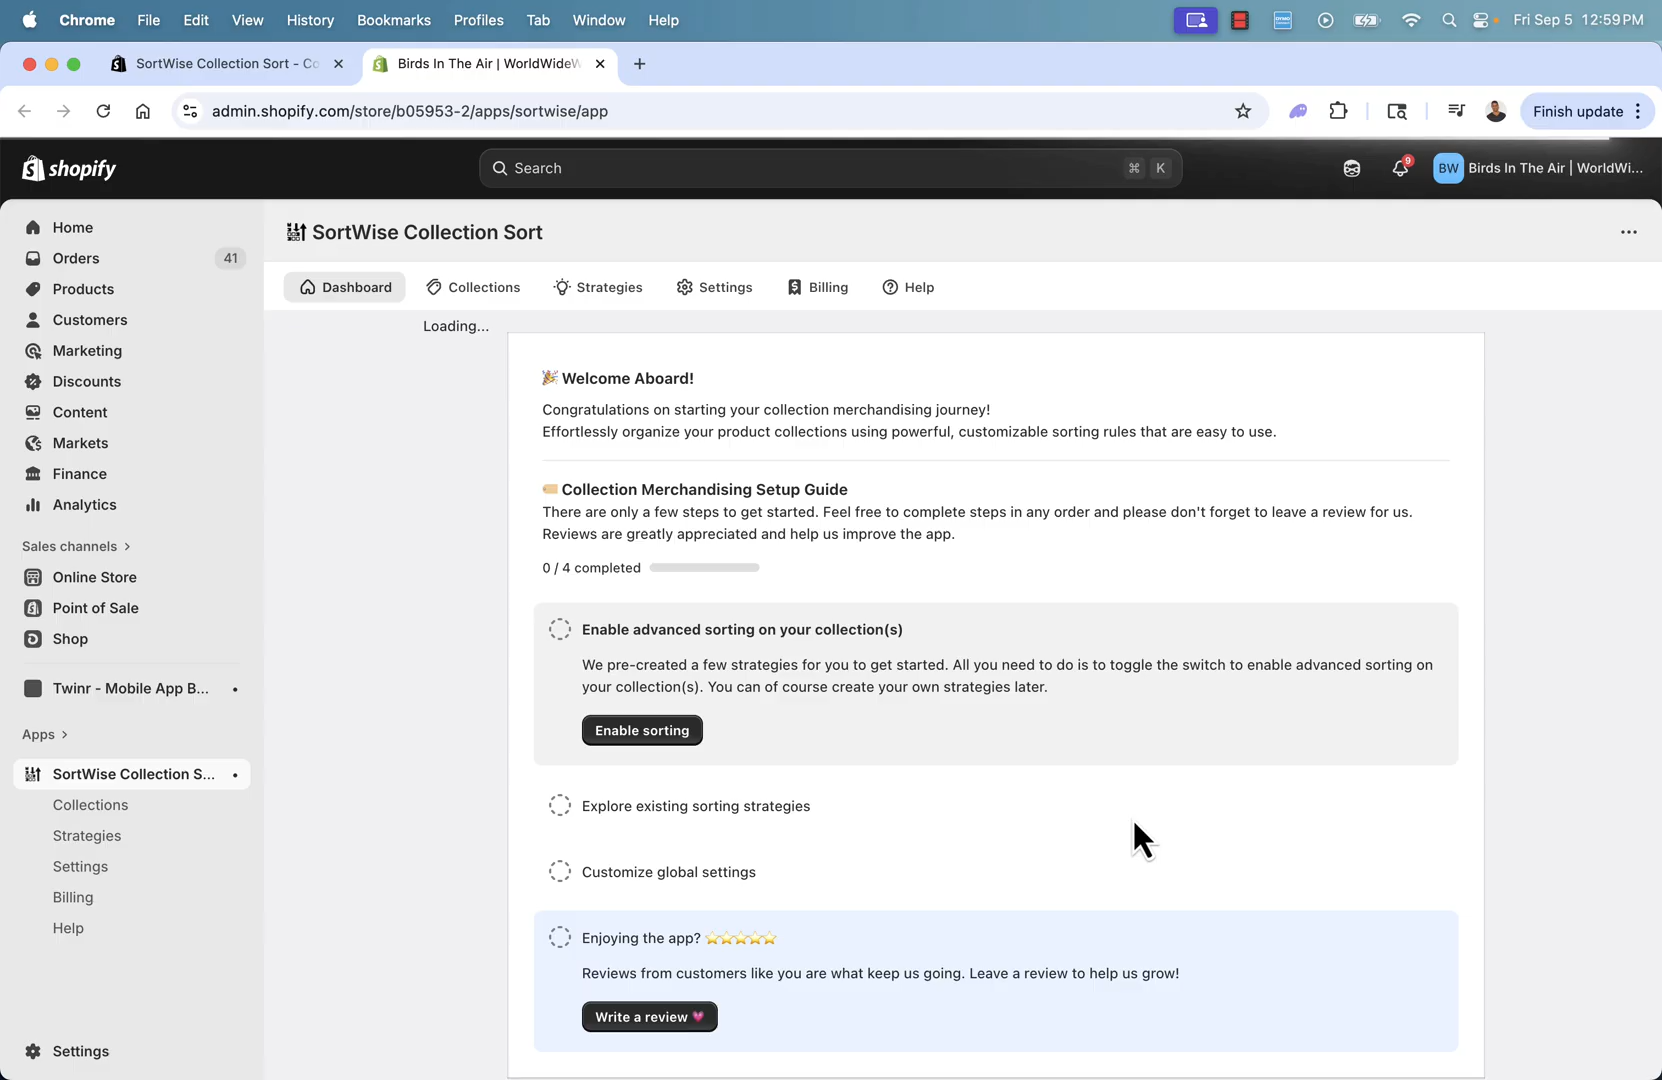 Chrome File Edit View History Bookmarks Profiles Tab Window Help Fri Sep 5 12:59 PM
SortWise Collection Sort - Co
Birds In The Air | WorldWideW
admin.shopify.com/store/b05953-2/apps/sortwise/app
Finish update
shopify
Search
⌘ K
9
BW Birds In The Air | WorldWi...
Home
Orders 41
Products
Customers
Marketing
Discounts
Content
Markets
Finance
Analytics
Sales channels
Online Store
Point of Sale
Shop
Twinr - Mobile App B...
Apps
SortWise Collection S...
Collections
Strategies
Settings
Billing
Help
Settings
SortWise Collection Sort
Dashboard Collections Strategies Settings Billing Help
Loading...
🎉 Welcome Aboard!
Congratulations on starting your collection merchandising journey!
Effortlessly organize your product collections using powerful, customizable sorting rules that are easy to use.
Collection Merchandising Setup Guide
There are only a few steps to get started. Feel free to complete steps in any order and please don't forget to leave a review for us.
Reviews are greatly appreciated and help us improve the app.
0 / 4 completed
Enable advanced sorting on your collection(s)
We pre-created a few strategies for you to get started. All you need to do is to toggle the switch to enable advanced sorting on
your collection(s). You can of course create your own strategies later.
Enable sorting
Explore existing sorting strategies
Customize global settings
Enjoying the app? ⭐⭐⭐⭐⭐
Reviews from customers like you are what keep us going. Leave a review to help us grow!
Write a review 💗